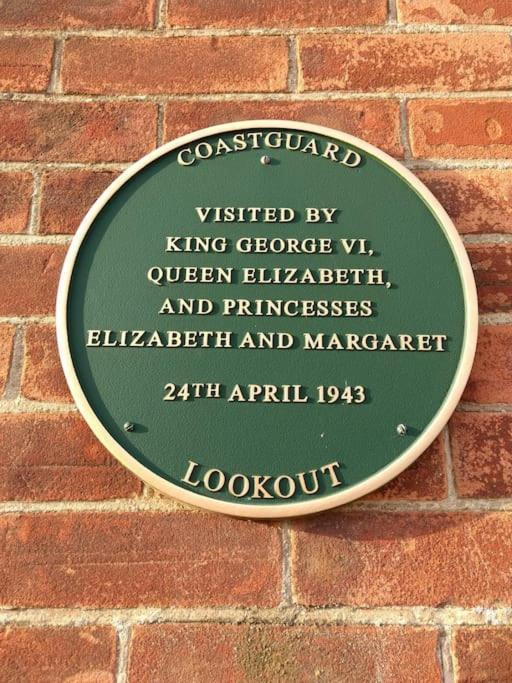 COASTGUARD
VISITED BY
KING GEORGE VI,
QUEEN ELIZABETH,
AND PRINCESSES
ELIZABETH AND MARGARET
24TH APRIL 1943
LOOKOUT